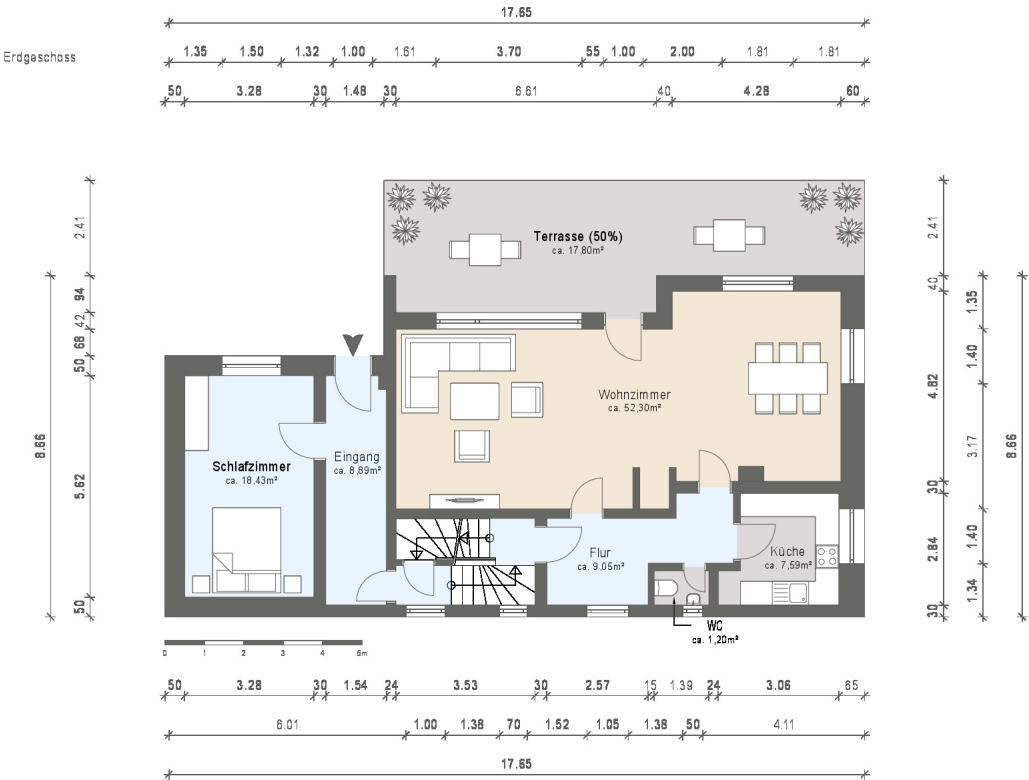 17.65
Erdgeschoss
1.35 1.50 1.32 1.00 1.61 3.70 55 1.00 2.00 1.81 1.81
50 3.28 30 1.48 30 6.61 40 4.28 60
2.41
94
42
68
50
5.62
50
8.66
Terrasse (50%)
ca. 17,80m²
Wohnzimmer
ca. 52,30m²
Eingang
ca. 8,89m²
Schlafzimmer
ca. 18,43m²
Flur
ca. 9,05m²
Küche
ca. 7,59m²
WC
ca. 1,20m²
2.41
40
4.82
30
2.84
30
1.35
1.40
3.17
1.40
1.34
8.66
0 1 2 3 4 5m
50 3.28 30 1.54 24 3.53 30 2.57 15 1.39 24 3.06 65
6.01 1.00 1.38 70 1.52 1.05 1.38 50 4.11
17.65